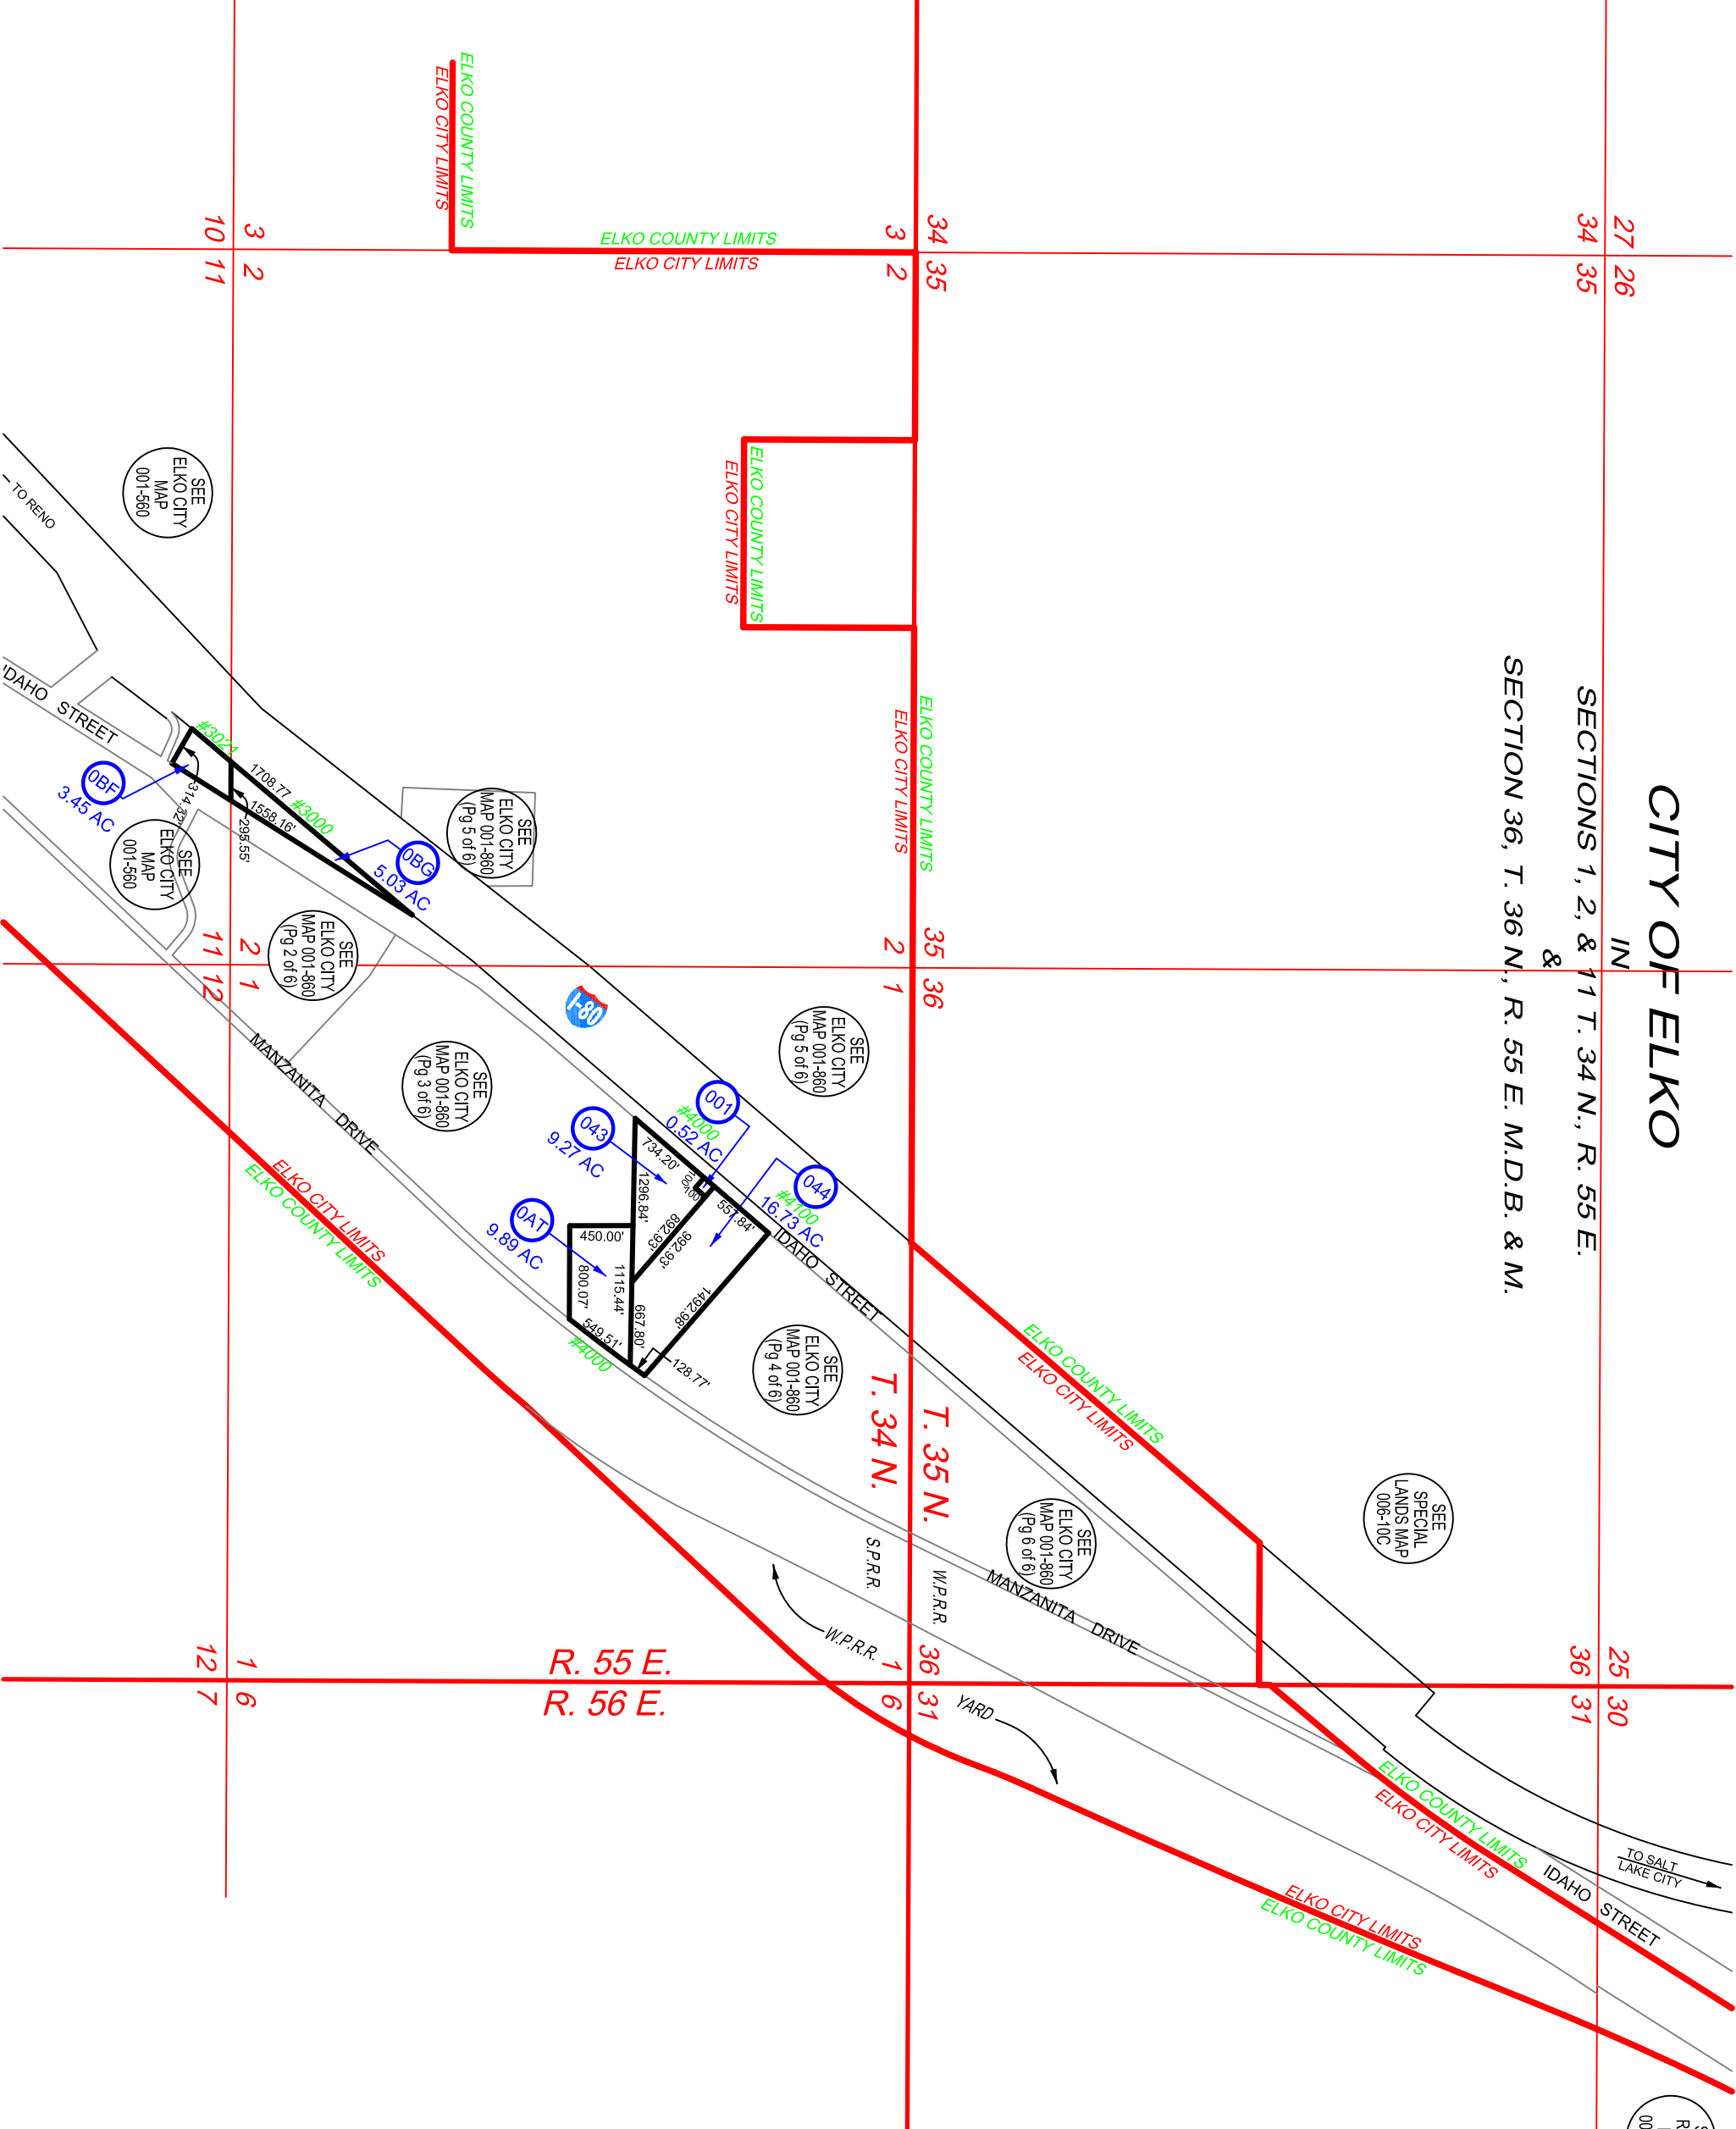 CITY OF ELKO
IN
SECTIONS 1, 2, & 11 T. 34 N., R. 55 E.
&
SECTION 36, T. 36 N., R. 55 E. M.D.B. & M.
27 26
34 35
25 30
36 31
34 35
3 2
35 36
2 1
36 31
1 6
3 2
10 11
2 1
11 12
1 6
12 7
T. 35 N.
T. 34 N.
R. 55 E.
R. 56 E.
ELKO COUNTY LIMITS
ELKO CITY LIMITS
ELKO COUNTY LIMITS
ELKO CITY LIMITS
ELKO COUNTY LIMITS
ELKO CITY LIMITS
ELKO COUNTY LIMITS
ELKO CITY LIMITS
ELKO COUNTY LIMITS
ELKO CITY LIMITS
ELKO COUNTY LIMITS
ELKO CITY LIMITS
ELKO CITY LIMITS
ELKO COUNTY LIMITS
ELKO CITY LIMITS
ELKO COUNTY LIMITS
SEE
SPECIAL
LANDS MAP
006-10C
SEE
ELKO CITY
MAP 001-860
(Pg 6 of 6)
SEE
ELKO CITY
MAP 001-860
(Pg 5 of 6)
SEE
ELKO CITY
MAP 001-860
(Pg 4 of 6)
SEE
ELKO CITY
MAP 001-860
(Pg 5 of 6)
SEE
ELKO CITY
MAP 001-860
(Pg 3 of 6)
SEE
ELKO CITY
MAP 001-860
(Pg 2 of 6)
SEE
ELKO CITY
MAP
001-560
SEE
ELKO CITY
MAP
001-560
TO SALT
LAKE CITY
TO RENO
IDAHO STREET
IDAHO STREET
IDAHO STREET
MANZANITA DRIVE
MANZANITA DRIVE
W.P.R.R.
S.P.R.R.
W.P.R.R.
YARD
I-80
044
#4100
16.73 AC
001
#4000
0.52 AC
043
9.27 AC
0AT
9.89 AC
#4000
0BG
5.03 AC
#3000
0BF
3.45 AC
#3021
734.20'
557.84'
1296.84'
892.93'
992.93'
1492.98'
450.00'
1115.44'
667.80'
800.07'
549.51'
128.77'
1708.77
1558.16'
295.55'
314.32'